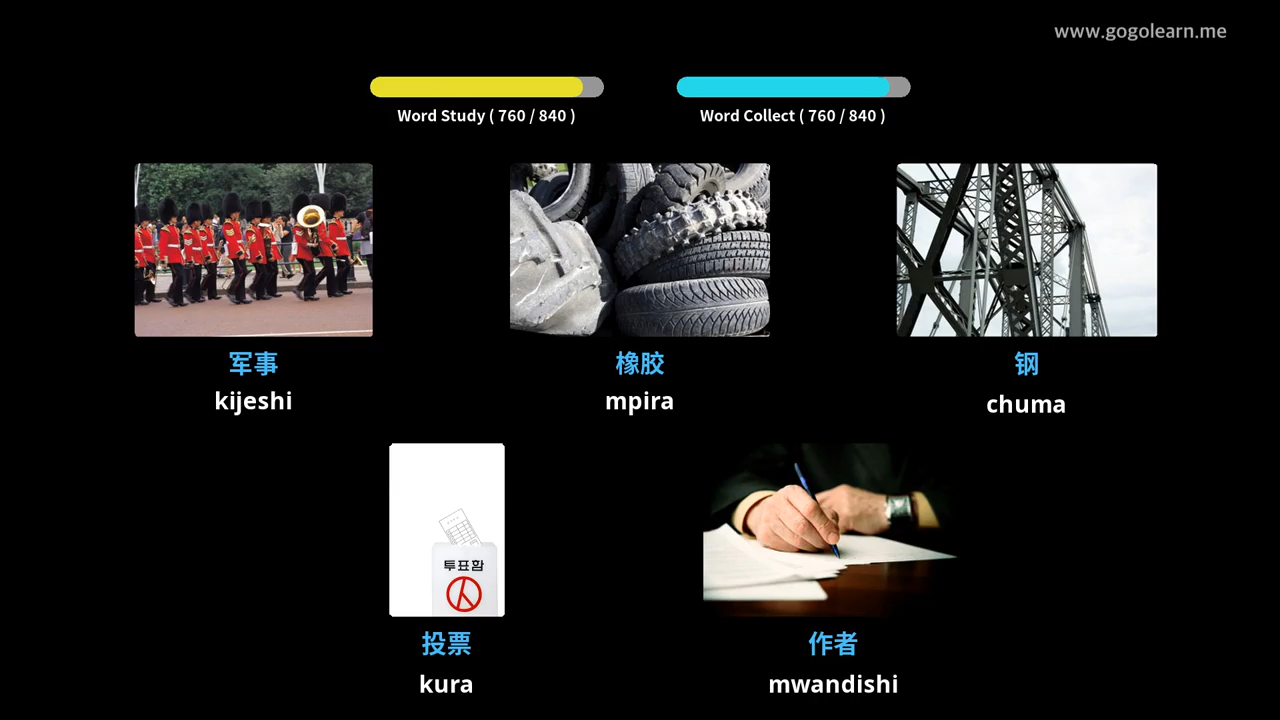 www.gogolearn.me
Word Study ( 760 / 840 )
Word Collect ( 760 / 840 )
军事
kijeshi
橡胶
mpira
钢
chuma
투표함
投票
kura
作者
mwandishi